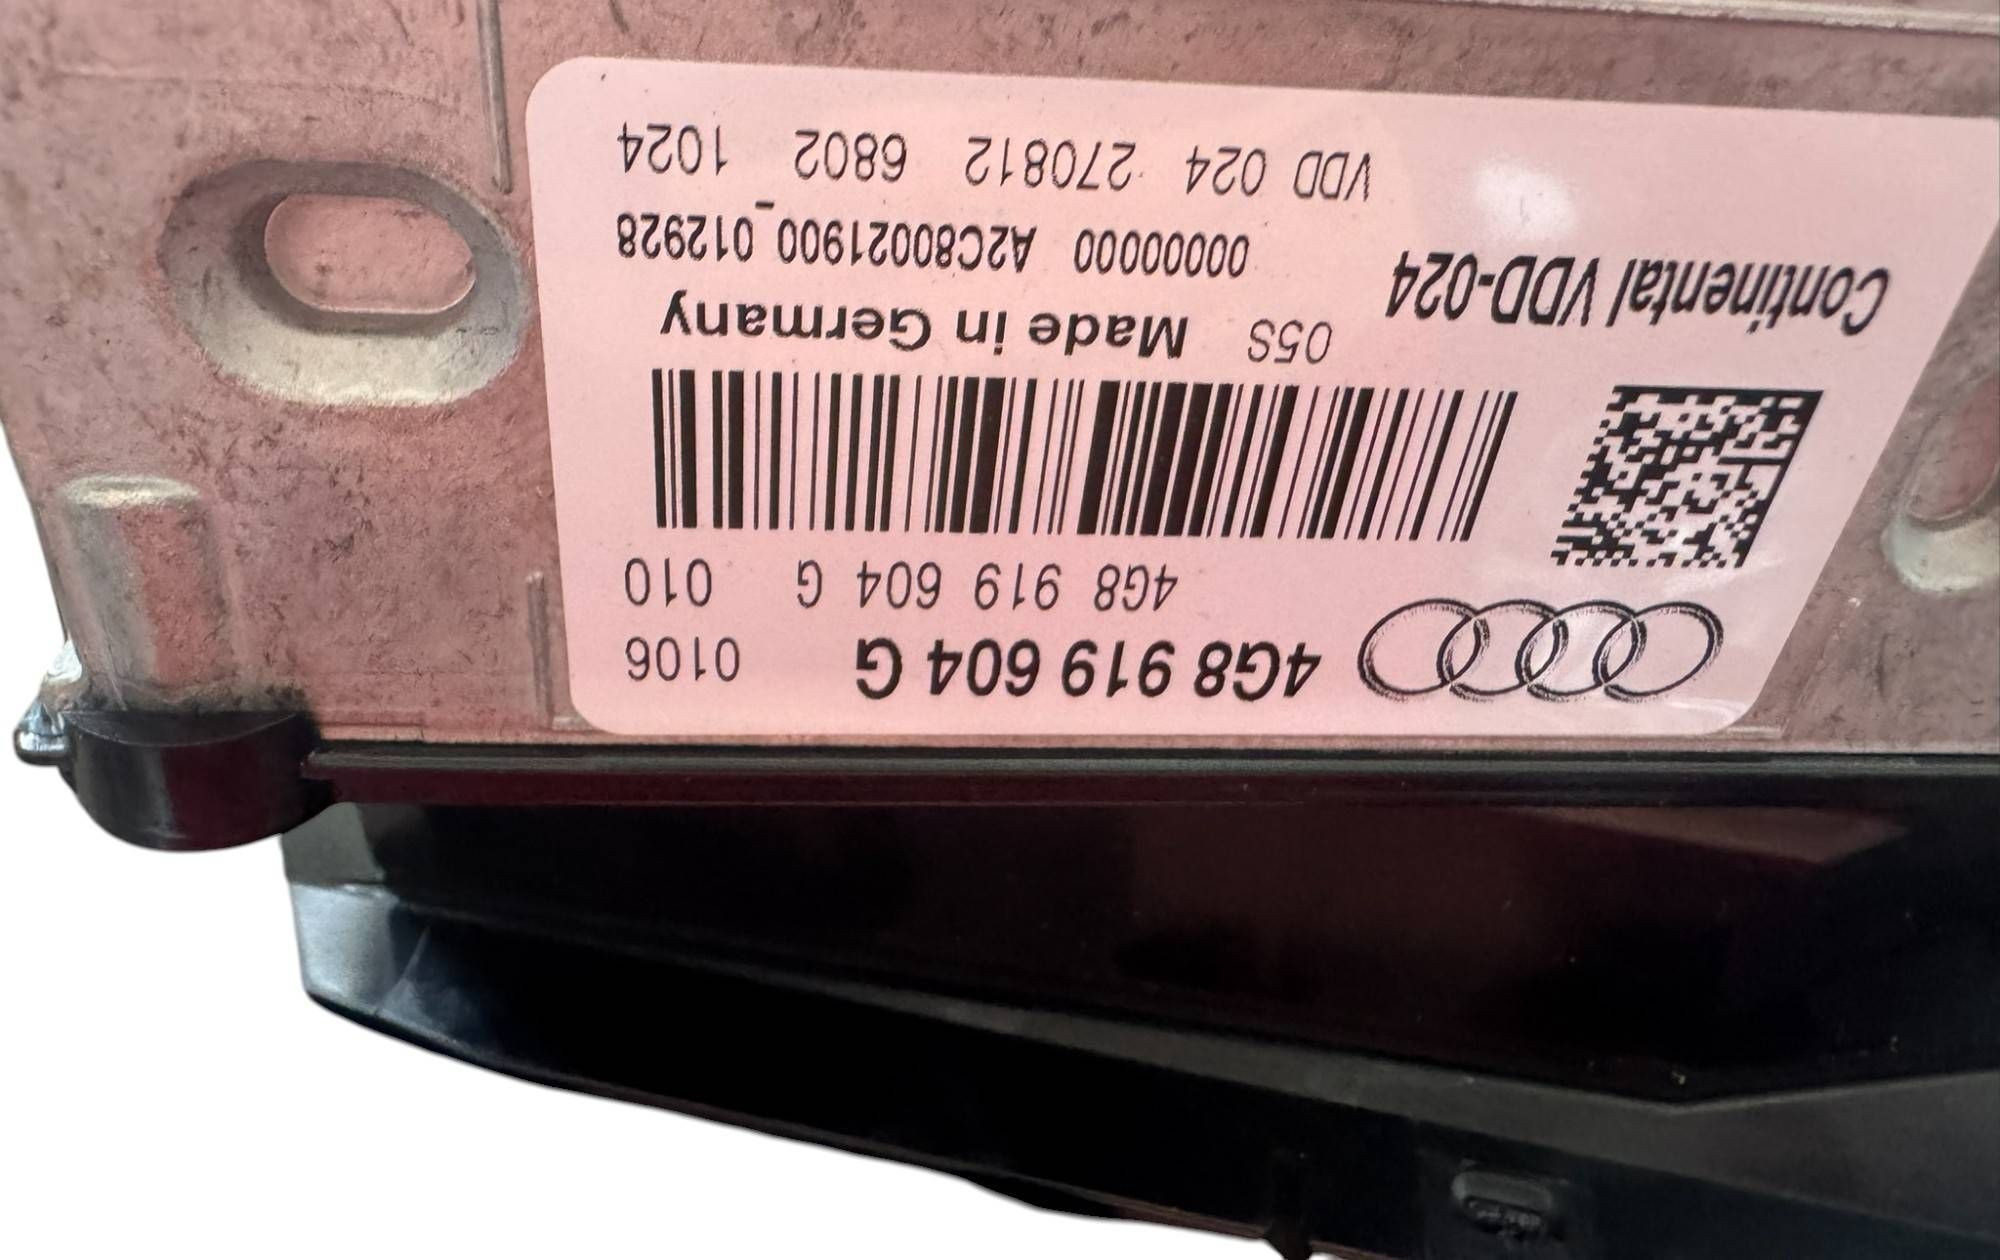 4G8 919 604 G 0106
4G8 919 604 G 010
05S Made in Germany
Continental VDD-024
00000000 A2C80021900_012928
VDD 024 270812 6802 1024